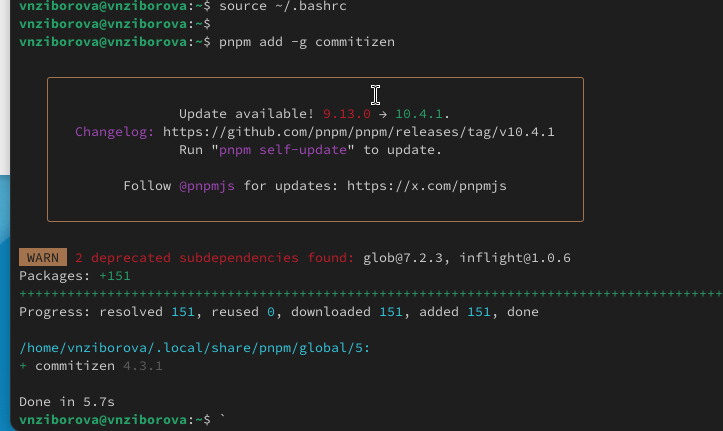 vnziborova@vnziborova:~$ source ~/.bashrc
vnziborova@vnziborova:~$
vnziborova@vnziborova:~$ pnpm add -g commitizen
Update available! 9.13.0 → 10.4.1.
Changelog: https://github.com/pnpm/pnpm/releases/tag/v10.4.1
Run "pnpm self-update" to update.
Follow @pnpmjs for updates: https://x.com/pnpmjs
WARN 2 deprecated subdependencies found: glob@7.2.3, inflight@1.0.6
Packages: +151
++++++++++++++++++++++++++++++++++++++++++++++++++++++++++++++++++++++++++++++++++++++++
Progress: resolved 151, reused 0, downloaded 151, added 151, done
/home/vnziborova/.local/share/pnpm/global/5:
+ commitizen 4.3.1
Done in 5.7s
vnziborova@vnziborova:~$ `